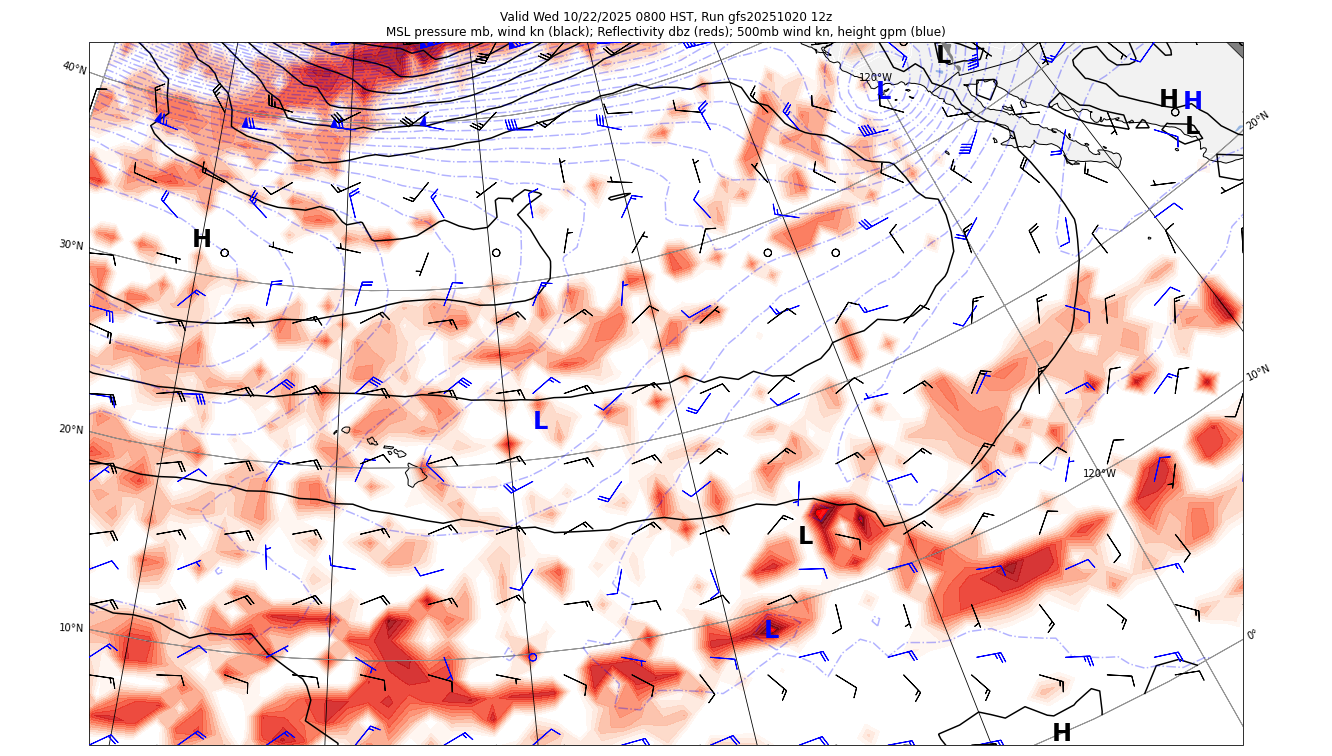 Valid Wed 10/22/2025 0800 HST, Run gfs20251020 12z
MSL pressure mb, wind kn (black); Reflectivity dbz (reds); 500mb wind kn, height gpm (blue)
L
40°N
120°W
L
H H
L
20°N
H
30°N
10°N
L
20°N
120°W
L
10°N
L
0°
H